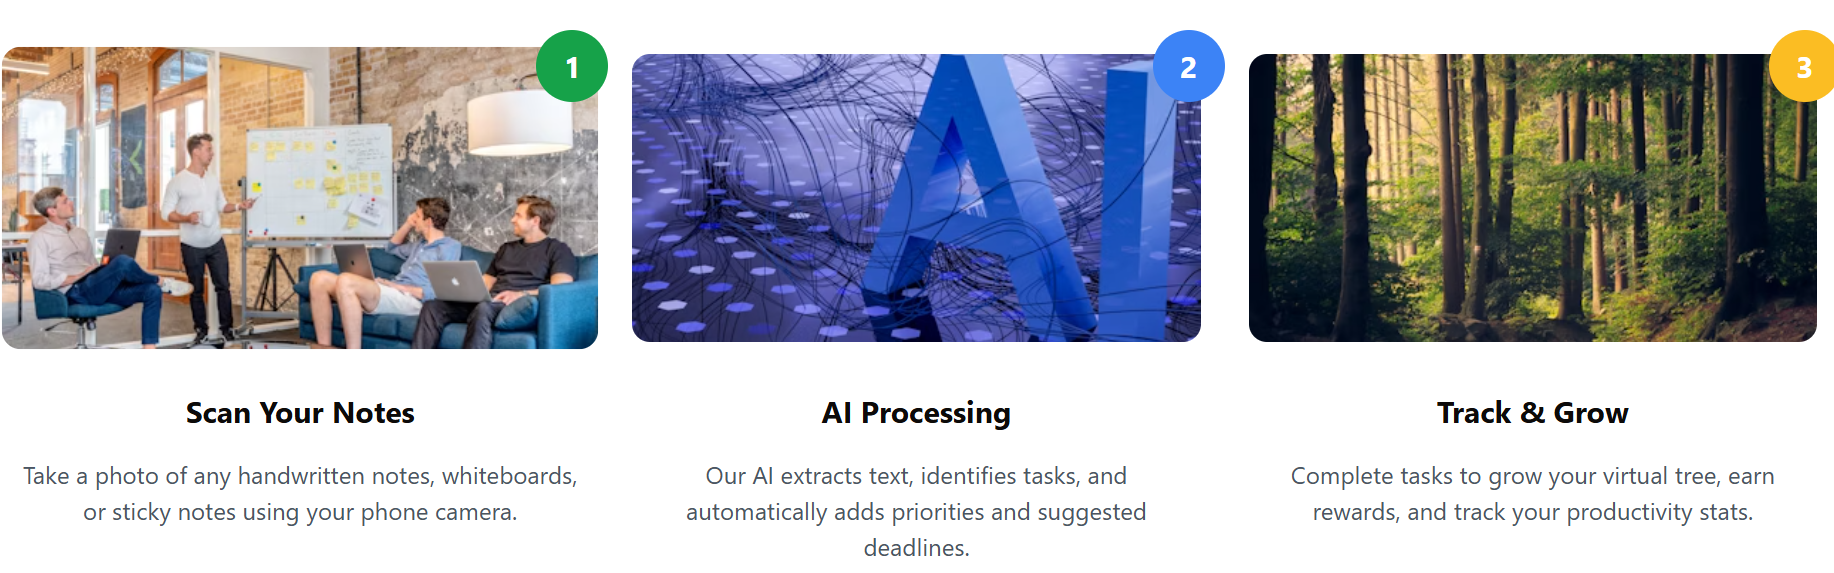 1
2
3
AI
Scan Your Notes
Take a photo of any handwritten notes, whiteboards,
or sticky notes using your phone camera.
AI Processing
Our AI extracts text, identifies tasks, and
automatically adds priorities and suggested
deadlines.
Track & Grow
Complete tasks to grow your virtual tree, earn
rewards, and track your productivity stats.